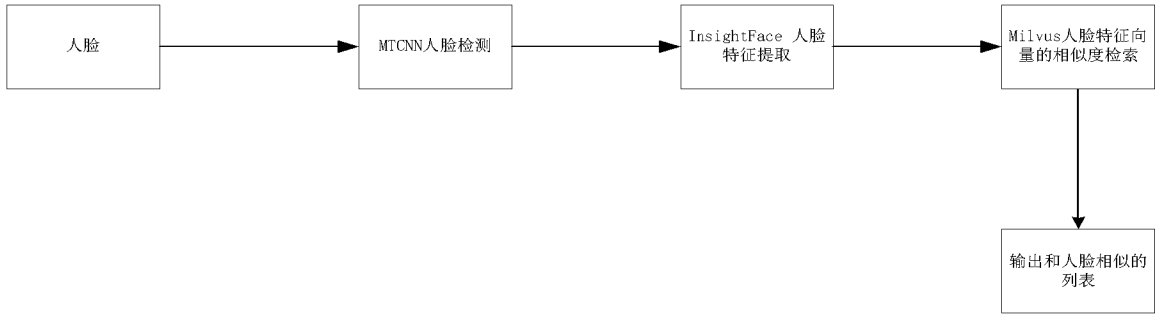 人脸
MTCNN人脸检测
InsightFace 人脸
特征提取
Milvus人脸特征向
量的相似度检索
输出和人脸相似的
列表